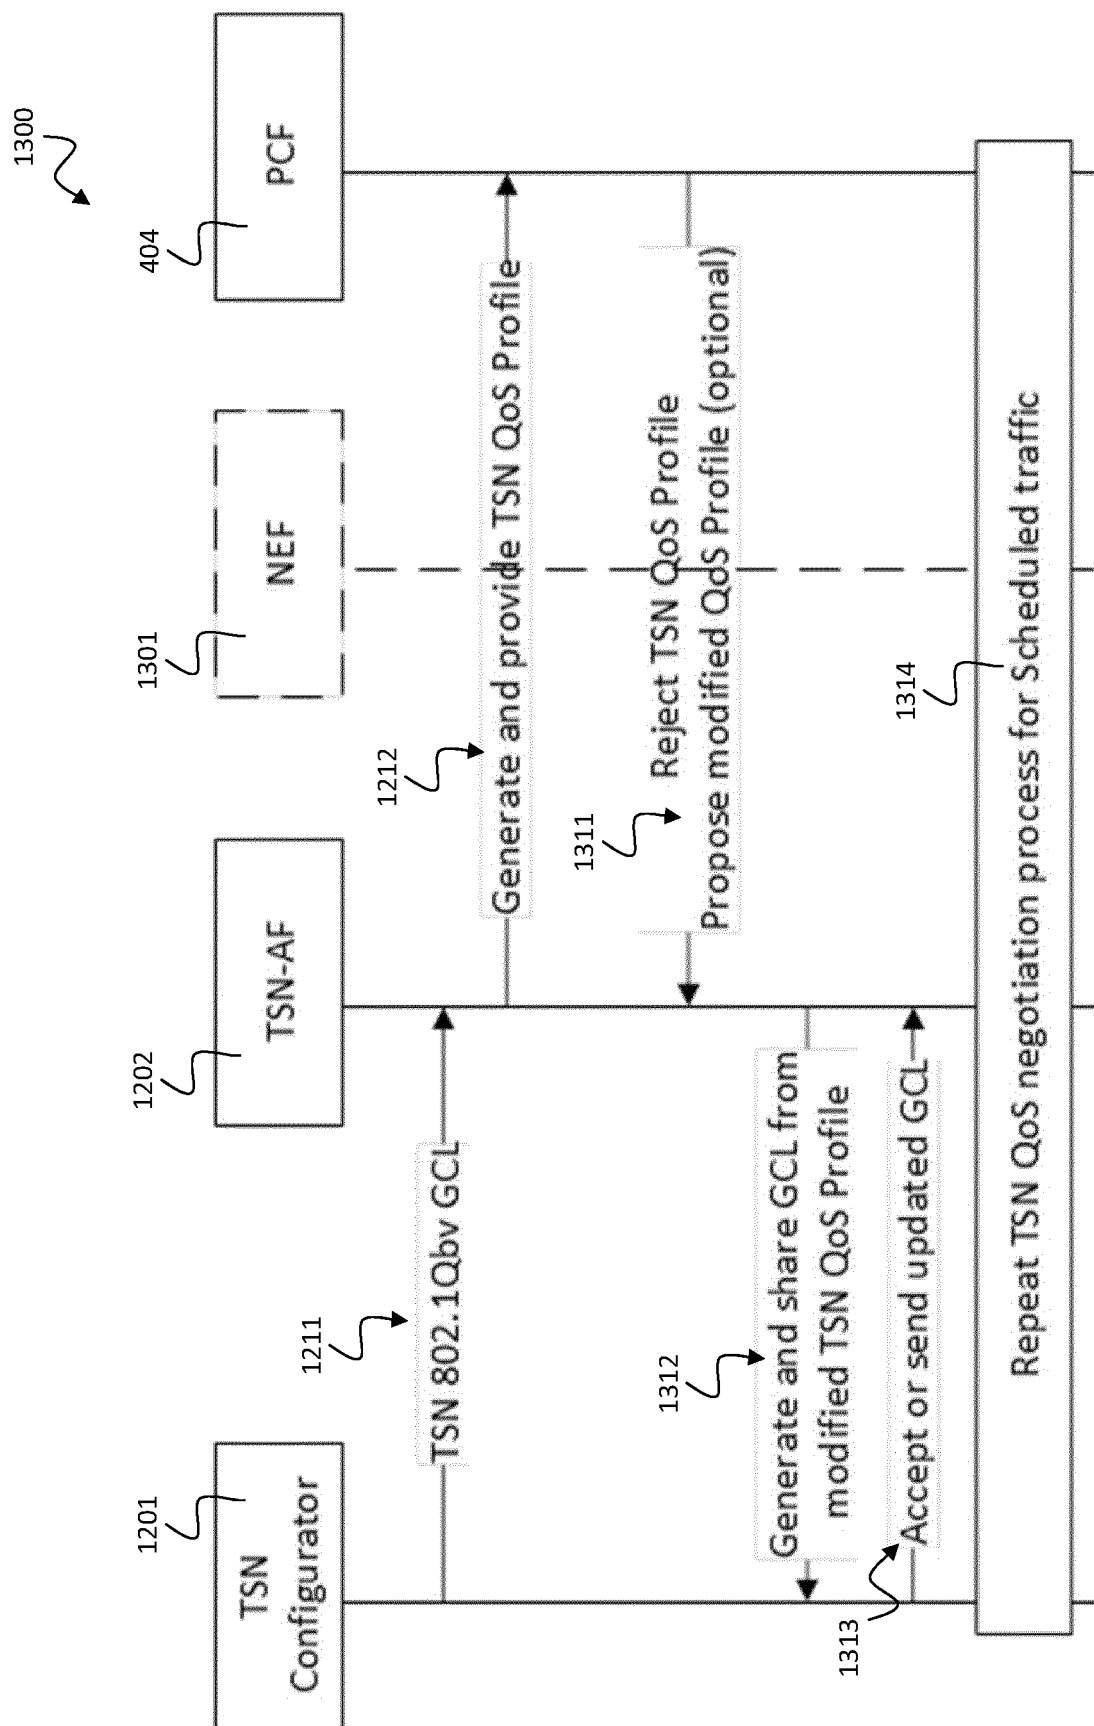 1300
1201
TSN
Configurator
1202
TSN-AF
1301
NEF
404
PCF
1211
TSN 802.1Qbv GCL
1212
Generate and provide TSN QoS Profile
1311
Reject TSN QoS Profile
Propose modified QoS Profile (optional)
1312
Generate and share GCL from
modified TSN QoS Profile
1313
Accept or send updated GCL
1314
Repeat TSN QoS negotiation process for Scheduled traffic